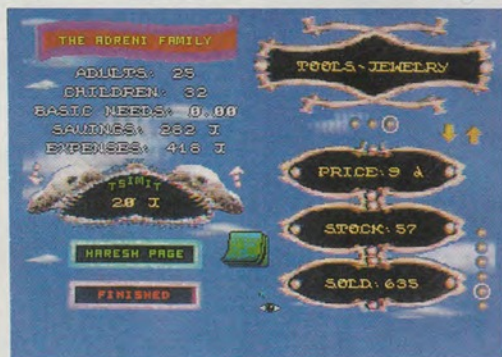 THE ADRENI FAMILY
ADULTS: 25
CHILDREN: 32
BASIC NEEDS: 0.00
SAVINGS: 262 J
EXPENSES: 418 J
TSIMIT
20 J
HARESH PAGE
FINISHED
TOOLS-JEWELRY
PRICE: 9 d
STOCK: 57
SOLD: 635